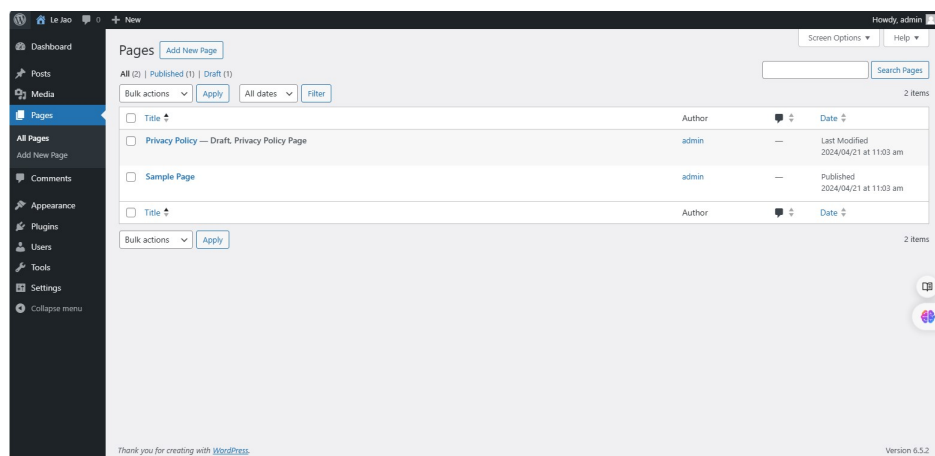 Le Jao 0 + New Howdy, admin
Screen Options ▼ Help ▼
Dashboard
Posts
Media
Pages
All Pages
Add New Page
Comments
Appearance
Plugins
Users
Tools
Settings
Collapse menu
Pages Add New Page
All (2) | Published (1) | Draft (1)
Search Pages
Bulk actions Apply All dates Filter 2 items
Title Author Date
Privacy Policy — Draft, Privacy Policy Page admin — Last Modified
2024/04/21 at 11:03 am
Sample Page admin — Published
2024/04/21 at 11:03 am
Title Author Date
Bulk actions Apply 2 items
Thank you for creating with WordPress. Version 6.5.2